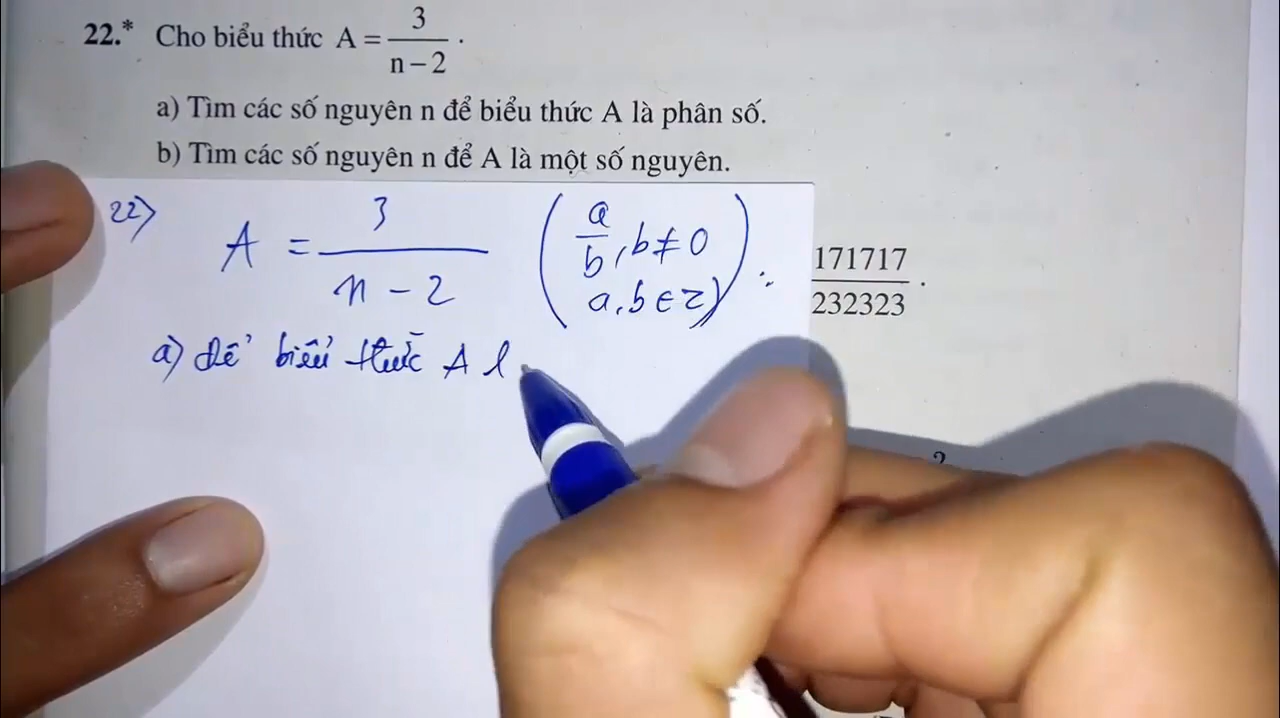 22.* Cho biểu thức A = 3/(n – 2) .
a) Tìm các số nguyên n để biểu thức A là phân số.
b) Tìm các số nguyên n để A là một số nguyên.
22) A = 3/(n - 2) (a/b, b ≠ 0 a, b ∈ Z) :
171717/232323 .
a) để biểu thức A l
2